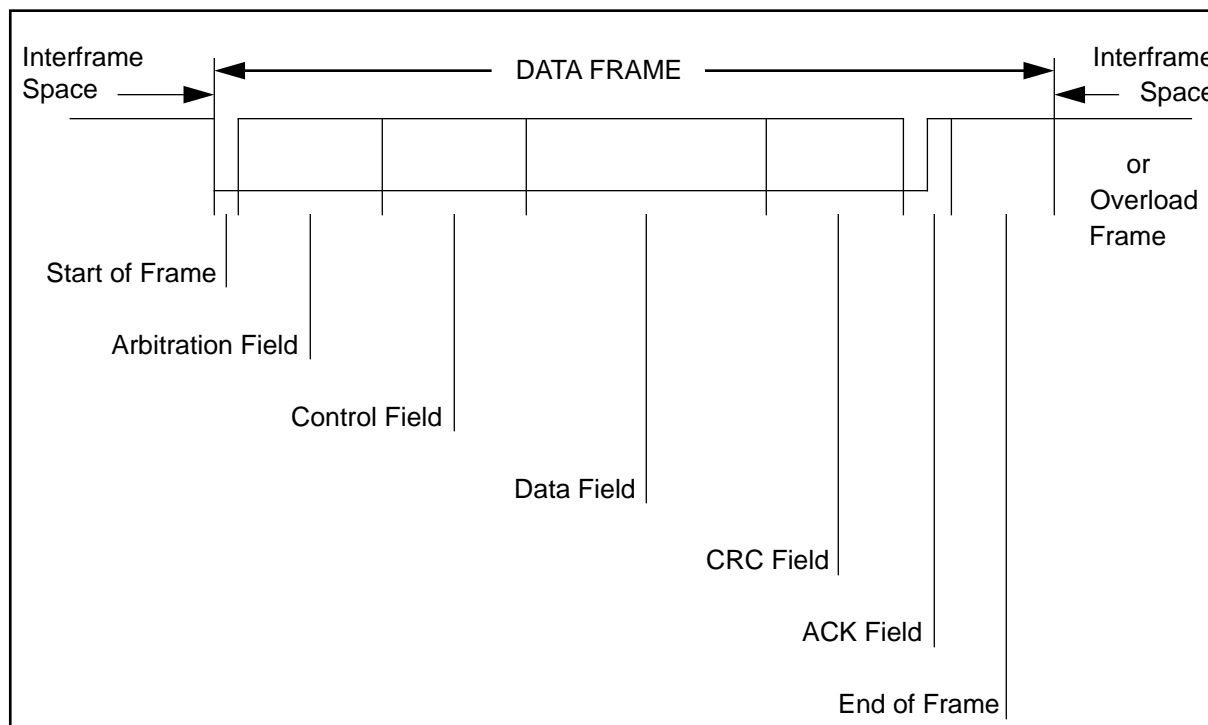 Interframe
Space
DATA FRAME
Interframe
Space
or
Overload
Frame
Start of Frame
Arbitration Field
Control Field
Data Field
CRC Field
ACK Field
End of Frame